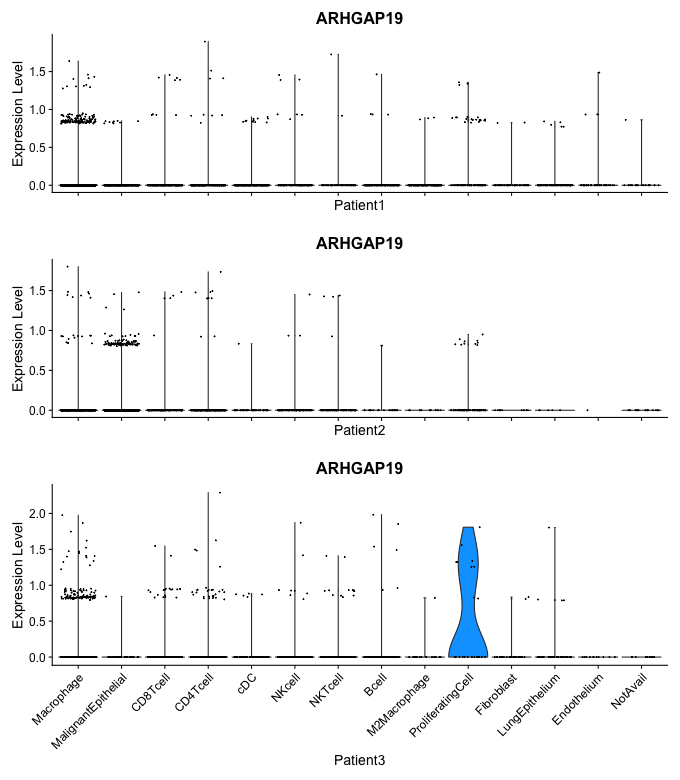 ARHGAP19
Expression Level
1.5
1.0
0.5
0.0
Patient1
ARHGAP19
Expression Level
1.5
1.0
0.5
0.0
Patient2
ARHGAP19
Expression Level
2.0
1.5
1.0
0.5
0.0
Macrophage
MalignantEpithelial
CD8Tcell
CD4Tcell
cDC
NKcell
NKTcell
Bcell
M2Macrophage
ProliferatingCell
Fibroblast
LungEpithelium
Endothelium
NotAvail
Patient3